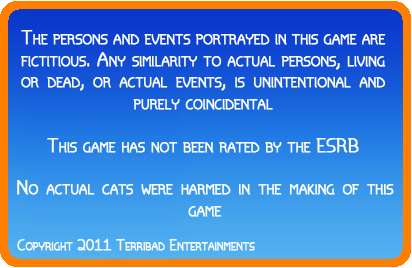 The persons and events portrayed in this game are
fictitious. Any similarity to actual persons, living
or dead, or actual events, is unintentional and
purely coincidental
This game has not been rated by the ESRB
No actual cats were harmed in the making of this
game
Copyright 2011 Terribad Entertainments